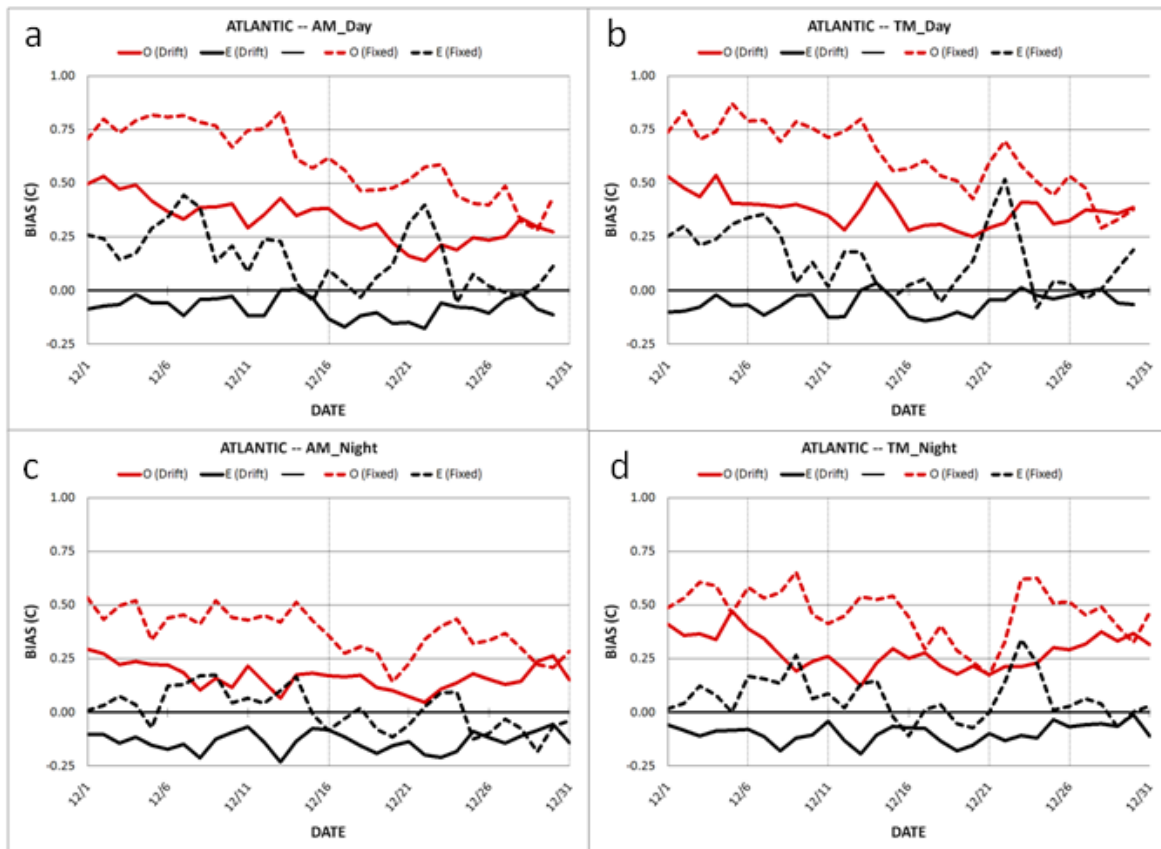 a
ATLANTIC -- AM_Day
O (Drift) E (Drift) O (Fixed) E (Fixed)
1.00
0.75
0.50
0.25
0.00
-0.25
BIAS (C)
12/1 12/6 12/11 12/16 12/21 12/26 12/31
DATE
b
ATLANTIC -- TM_Day
O (Drift) E (Drift) O (Fixed) E (Fixed)
1.00
0.75
0.50
0.25
0.00
-0.25
BIAS (C)
12/1 12/6 12/11 12/16 12/21 12/26 12/31
DATE
c
ATLANTIC -- AM_Night
O (Drift) E (Drift) O (Fixed) E (Fixed)
1.00
0.75
0.50
0.25
0.00
-0.25
BIAS (C)
12/1 12/6 12/11 12/16 12/21 12/26 12/31
DATE
d
ATLANTIC -- TM_Night
O (Drift) E (Drift) O (Fixed) E (Fixed)
1.00
0.75
0.50
0.25
0.00
-0.25
BIAS (C)
12/1 12/6 12/11 12/16 12/21 12/26 12/31
DATE